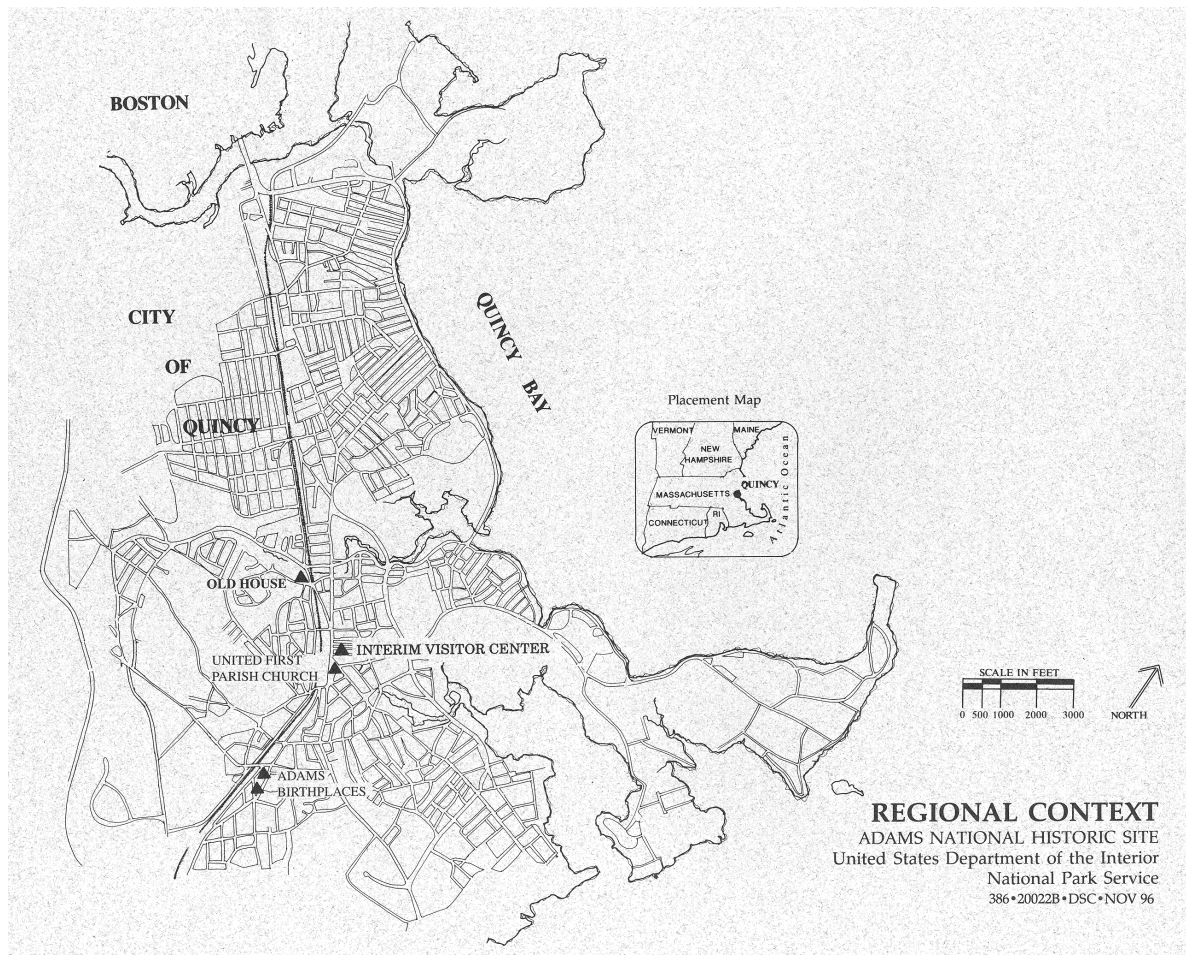 BOSTON
CITY
OF
QUINCY
QUINCY BAY
Placement Map
VERMONT
MAINE
NEW
HAMPSHIRE
QUINCY
MASSACHUSETTS
CONNECTICUT
RI
Atlantic Ocean
OLD HOUSE
INTERIM VISITOR CENTER
UNITED FIRST
PARISH CHURCH
ADAMS
BIRTHPLACES
SCALE IN FEET
0 500 1000 2000 3000
NORTH
REGIONAL CONTEXT
ADAMS NATIONAL HISTORIC SITE
United States Department of the Interior
National Park Service
386•20022B•DSC•NOV 96